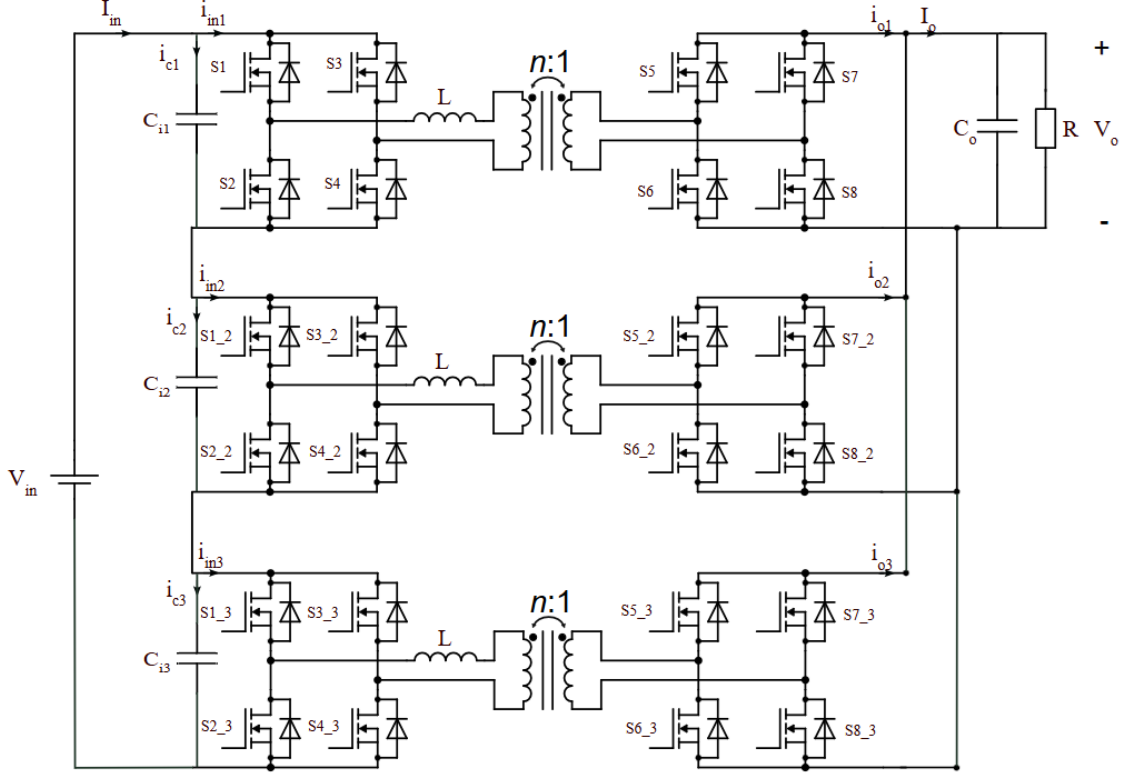 I_in i_in1 i_o1 I_o
i_c1 S1 S3 n:1 S5 S7 +
L
C_i1 C_o R V_o
S2 S4 S6 S8
-
i_in2 i_o2
i_c2 S1_2 S3_2 n:1 S5_2 S7_2
L
C_i2
S2_2 S4_2 S6_2 S8_2
V_in
i_in3 i_o3
i_c3 S1_3 S3_3 n:1 S5_3 S7_3
L
C_i3
S2_3 S4_3 S6_3 S8_3